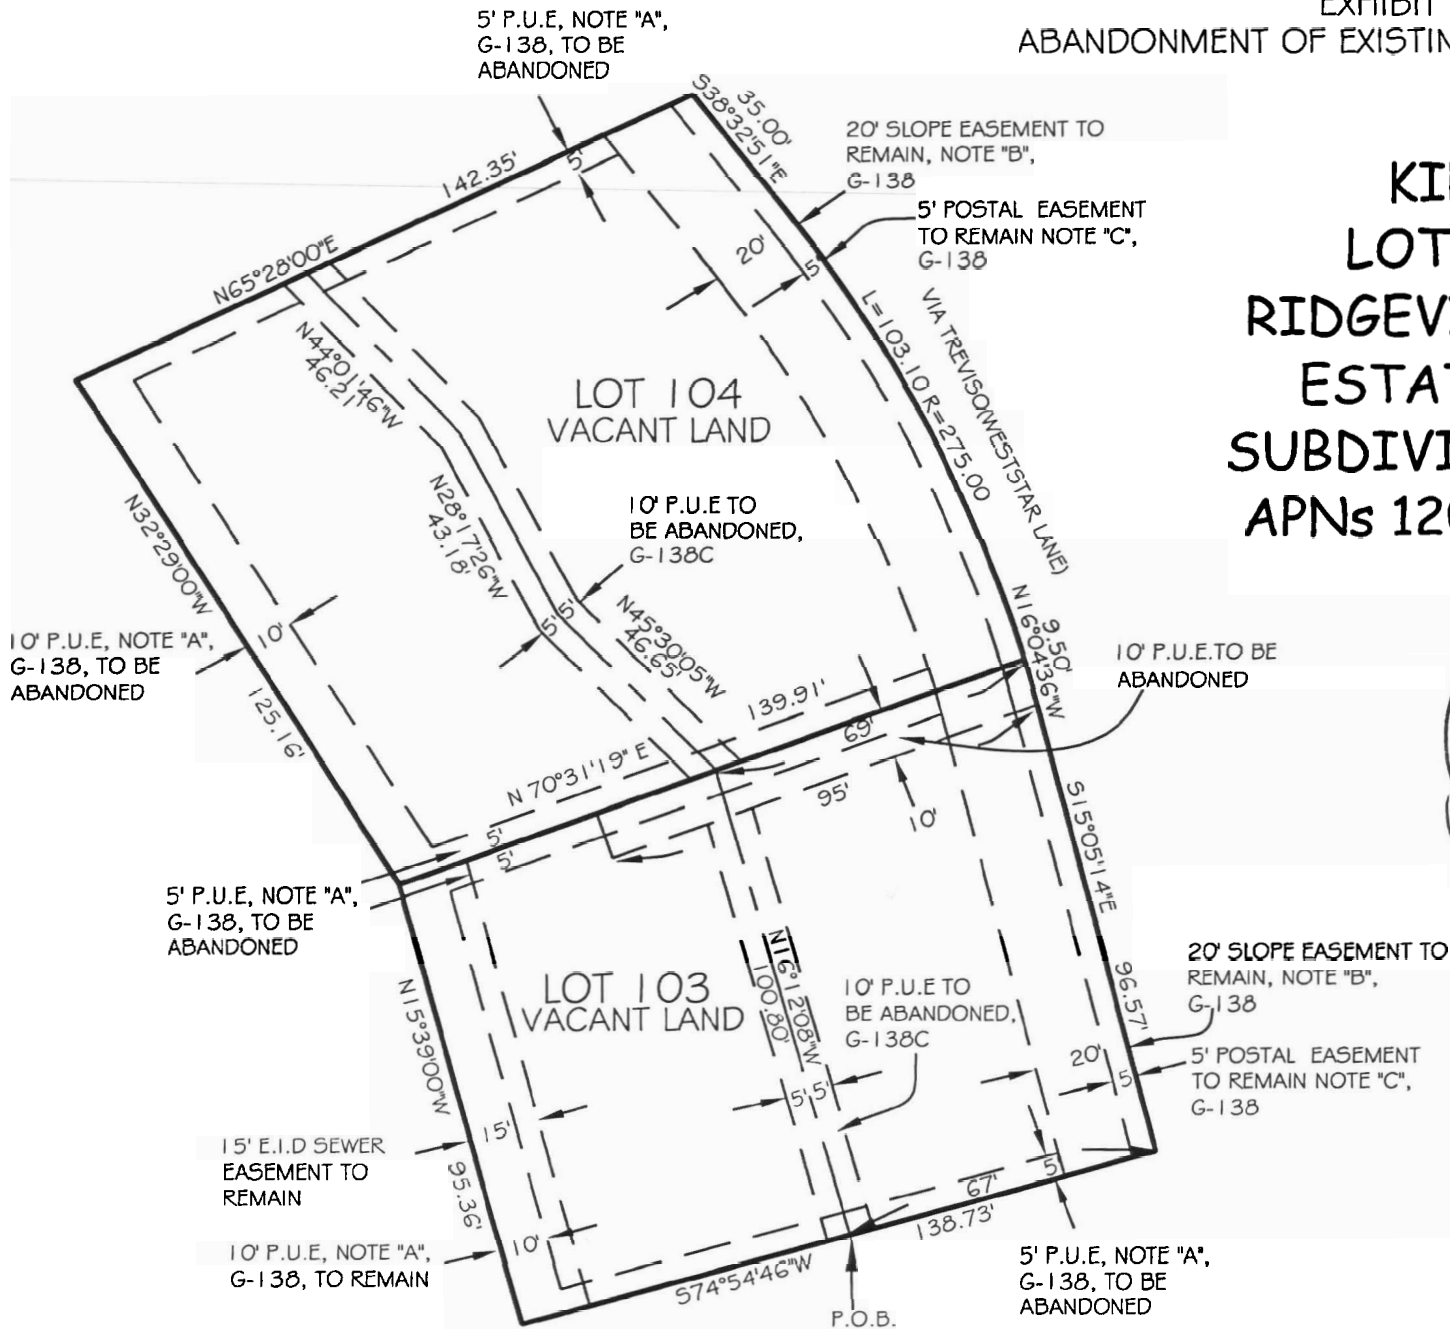 EXHIBIT
ABANDONMENT OF EXISTIN
5' P.U.E, NOTE "A",
G-138, TO BE
ABANDONED
35.00'
S38°32'51"E
20' SLOPE EASEMENT TO
REMAIN, NOTE "B",
G-138
5' POSTAL EASEMENT
TO REMAIN NOTE "C",
G-138
LOT
RIDGEV
ESTAT
SUBDIVI
APNs 12
142.35'
5'
N65°28'00"E
20'
5'
L=103.10 R=275.00
VIA TREVISO(WESTSTAR LANE)
N44°01'46"W
46.21'
LOT 104
VACANT LAND
N28°17'26"W
43.18'
10' P.U.E TO
BE ABANDONED,
G-138C
N32°29'00"W
125.16'
10'
10' P.U.E, NOTE "A",
G-138, TO BE
ABANDONED
5' 5'
N45°30'05"W
46.65'
9.50'
N16°04'36"W
10' P.U.E.TO BE
ABANDONED
139.91'
N 70°31'19" E
69'
95'
10'
5'
5'
5' P.U.E, NOTE "A",
G-138, TO BE
ABANDONED
S15°05'14"E
96.57'
LOT 103
VACANT LAND
N16°12'08"W
100.80'
10' P.U.E TO
BE ABANDONED,
G-138C
20' SLOPE EASEMENT TO
REMAIN, NOTE "B",
G-138
5' POSTAL EASEMENT
TO REMAIN NOTE "C",
G-138
N15°39'00"W
95.36'
20'
5
5' 5'
15'
15' E.I.D SEWER
EASEMENT TO
REMAIN
10'
10' P.U.E, NOTE "A",
G-138, TO REMAIN
5
67'
138.73'
S74°54'46"W
5' P.U.E, NOTE "A",
G-138, TO BE
ABANDONED
P.O.B.